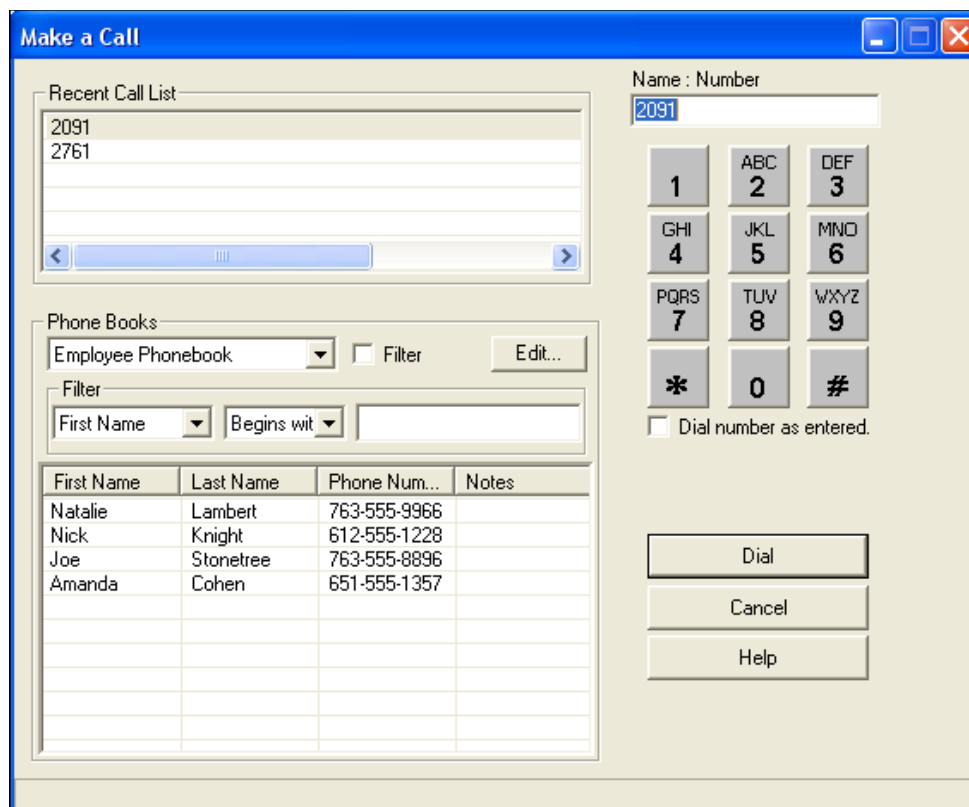 Make a Call
Recent Call List
2091
2761
Name : Number
2091
1
ABC
2
DEF
3
GHI
4
JKL
5
MNO
6
PQRS
7
TUV
8
WXYZ
9
*
0
#
Dial number as entered.
Phone Books
Employee Phonebook
Filter
Edit...
Filter
First Name
Begins wit
First Name Last Name Phone Num... Notes
Natalie Lambert 763-555-9966
Nick Knight 612-555-1228
Joe Stonetree 763-555-8896
Amanda Cohen 651-555-1357
Dial
Cancel
Help